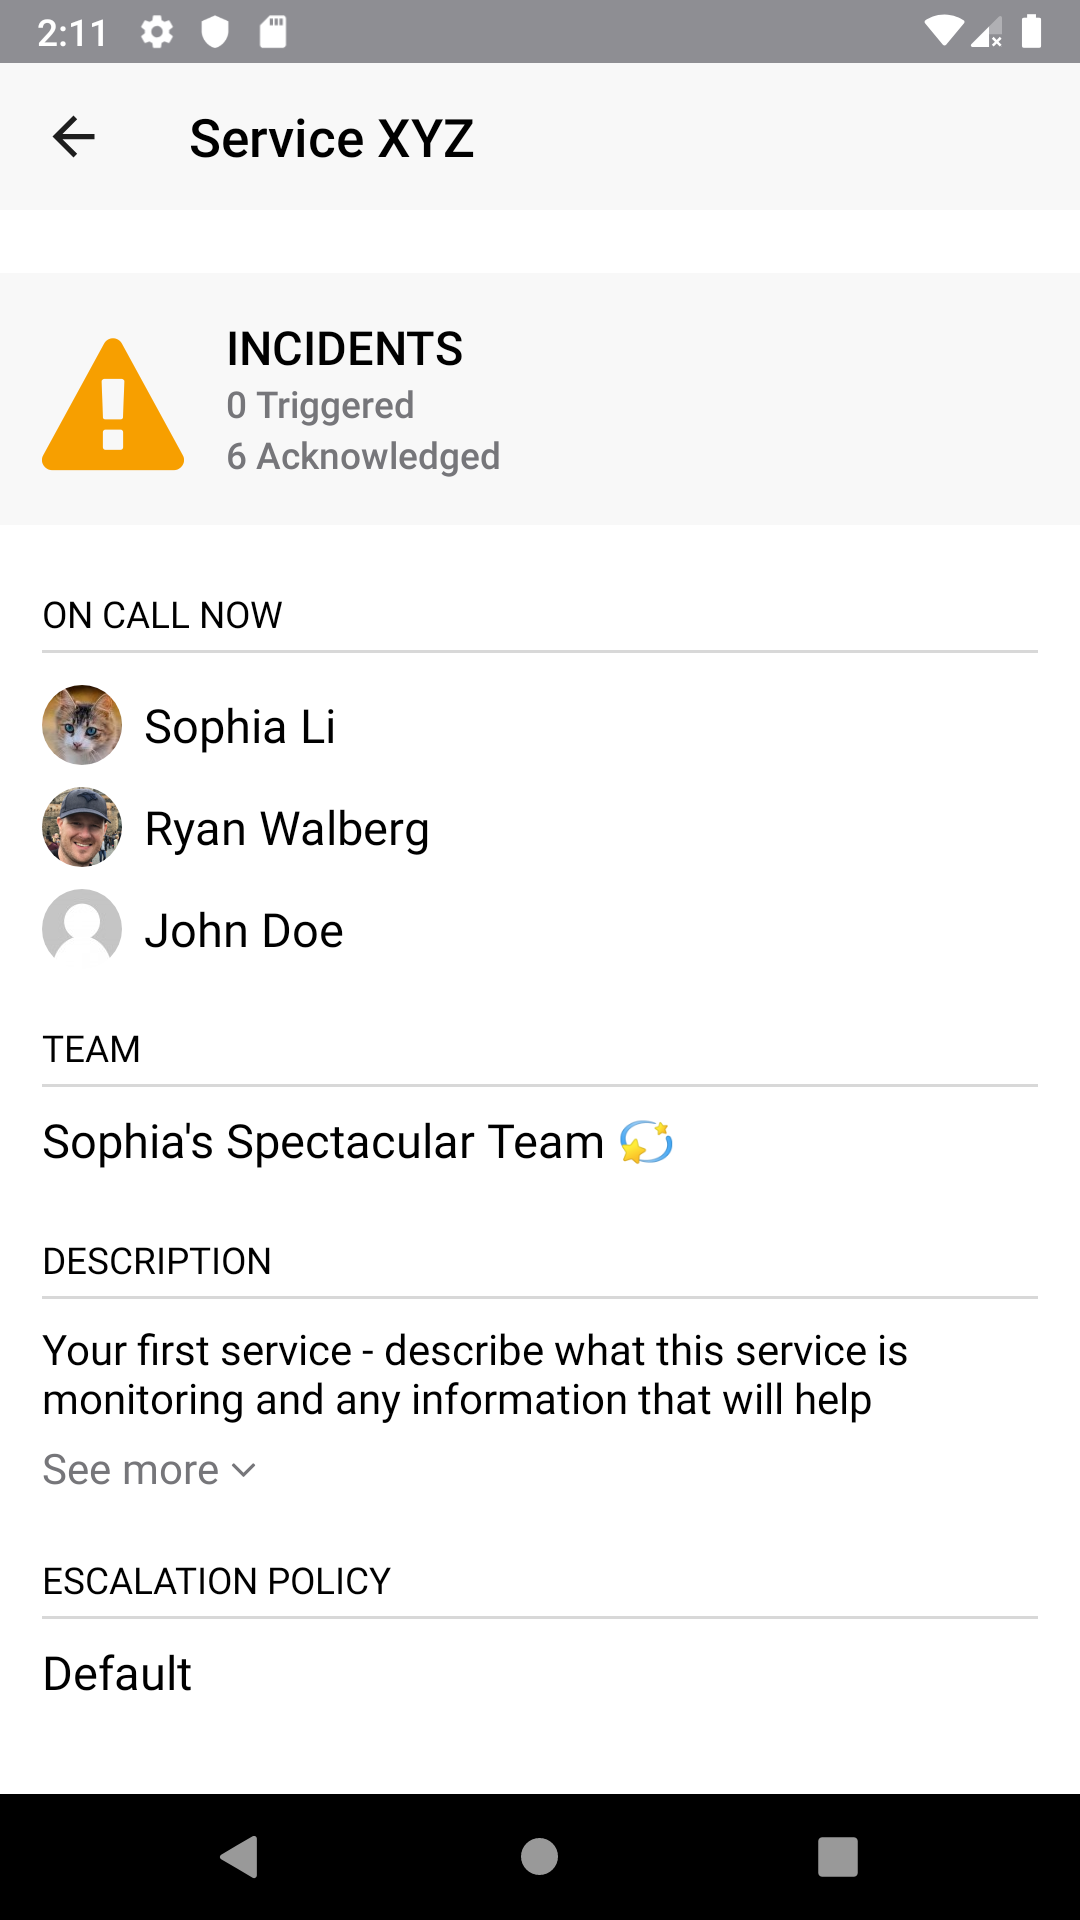 2:11
Service XYZ
INCIDENTS
0 Triggered
6 Acknowledged
ON CALL NOW
Sophia Li
Ryan Walberg
John Doe
TEAM
Sophia's Spectacular Team 💫
DESCRIPTION
Your first service - describe what this service is
monitoring and any information that will help
See more
ESCALATION POLICY
Default